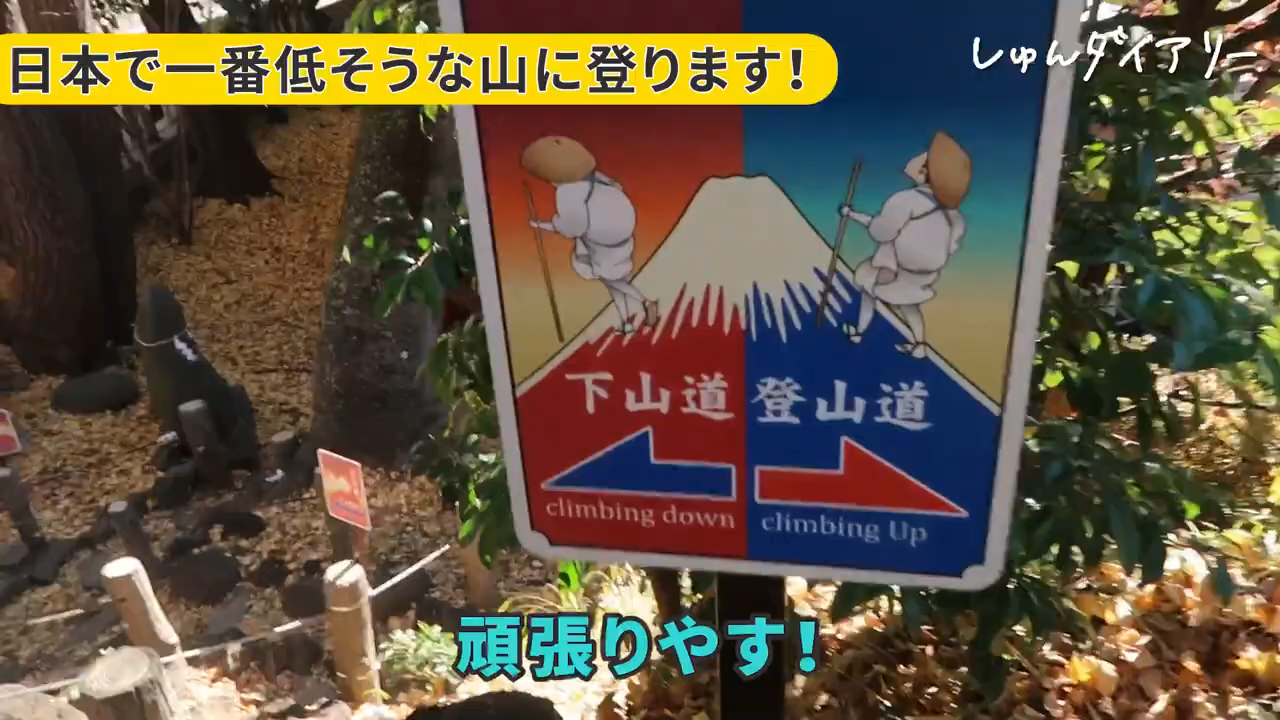 日本で一番低そうな山に登ります!
しゅんダイアリー
下山道 登山道
climbing down climbing Up
頑張りやす!